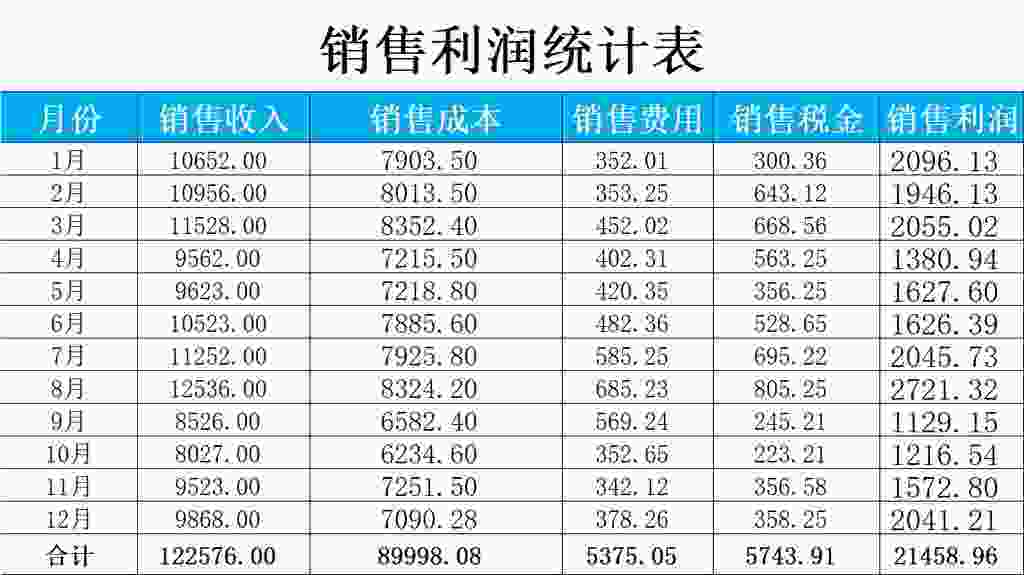 销售利润统计表
月份 销售收入 销售成本 销售费用 销售税金 销售利润
1月 10652.00 7903.50 352.01 300.36 2096.13
2月 10956.00 8013.50 353.25 643.12 1946.13
3月 11528.00 8352.40 452.02 668.56 2055.02
4月 9562.00 7215.50 402.31 563.25 1380.94
5月 9623.00 7218.80 420.35 356.25 1627.60
6月 10523.00 7885.60 482.36 528.65 1626.39
7月 11252.00 7925.80 585.25 695.22 2045.73
8月 12536.00 8324.20 685.23 805.25 2721.32
9月 8526.00 6582.40 569.24 245.21 1129.15
10月 8027.00 6234.60 352.65 223.21 1216.54
11月 9523.00 7251.50 342.12 356.58 1572.80
12月 9868.00 7090.28 378.26 358.25 2041.21
合计 122576.00 89998.08 5375.05 5743.91 21458.96